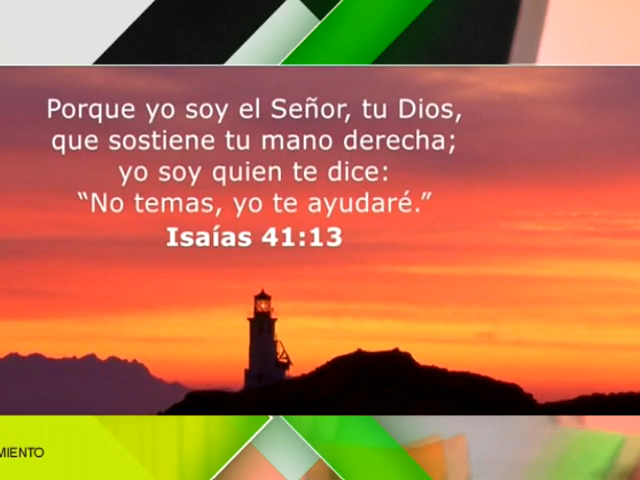 Porque yo soy el Señor, tu Dios,
que sostiene tu mano derecha;
yo soy quien te dice:
“No temas, yo te ayudaré.”
Isaías 41:13
MIENTO